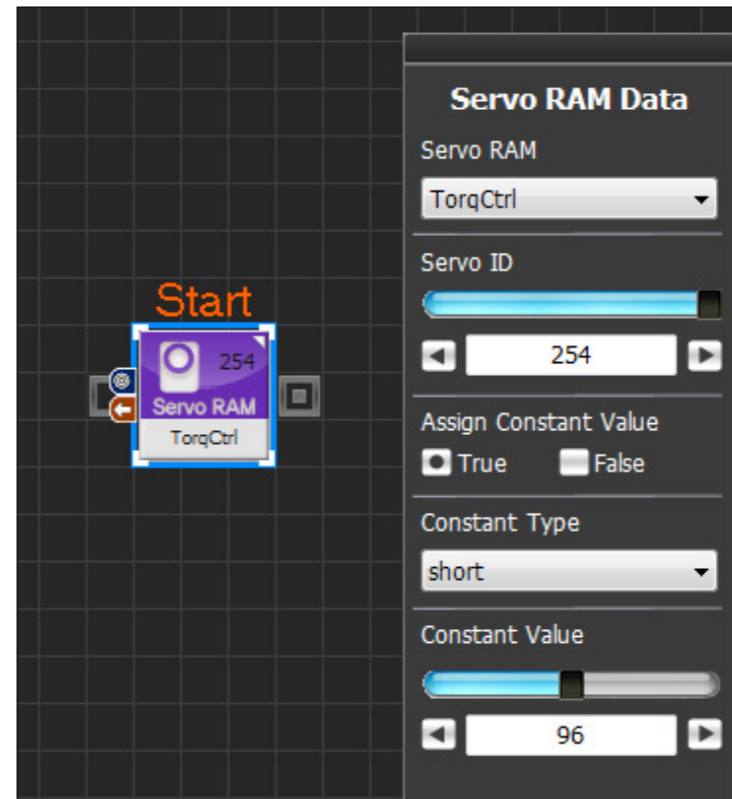 Start
254
Servo RAM
TorqCtrl
Servo RAM Data
Servo RAM
TorqCtrl
Servo ID
254
Assign Constant Value
True False
Constant Type
short
Constant Value
96